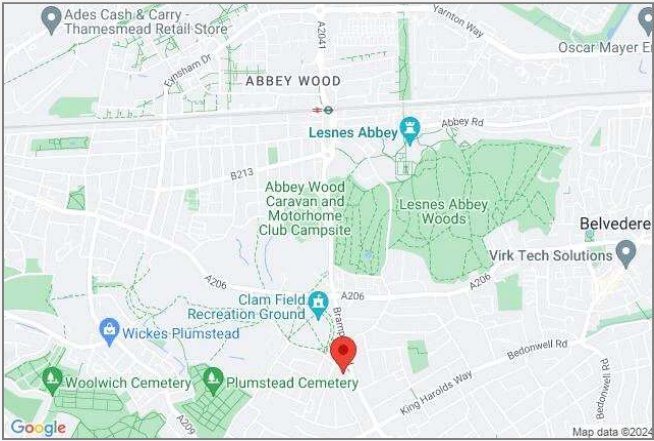 Ades Cash & Carry -
Thamesmead Retail Store
A2041
Yarnton Way
Oscar Mayer
Eynsham Dr
ABBEY WOOD
Lesnes Abbey
Abbey Rd
B213
Abbey Wood
Caravan and
Motorhome
Club Campsite
Lesnes Abbey
Woods
Belvedere
Virk Tech Solutions
A206
A206
A206
Clam Field
Recreation Ground
Bramp
Wickes Plumstead
Bedonwell Rd
Woolwich Cemetery
Plumstead Cemetery
King Harolds Way
Bedonwell Rd
A209
Google
Map data ©2024